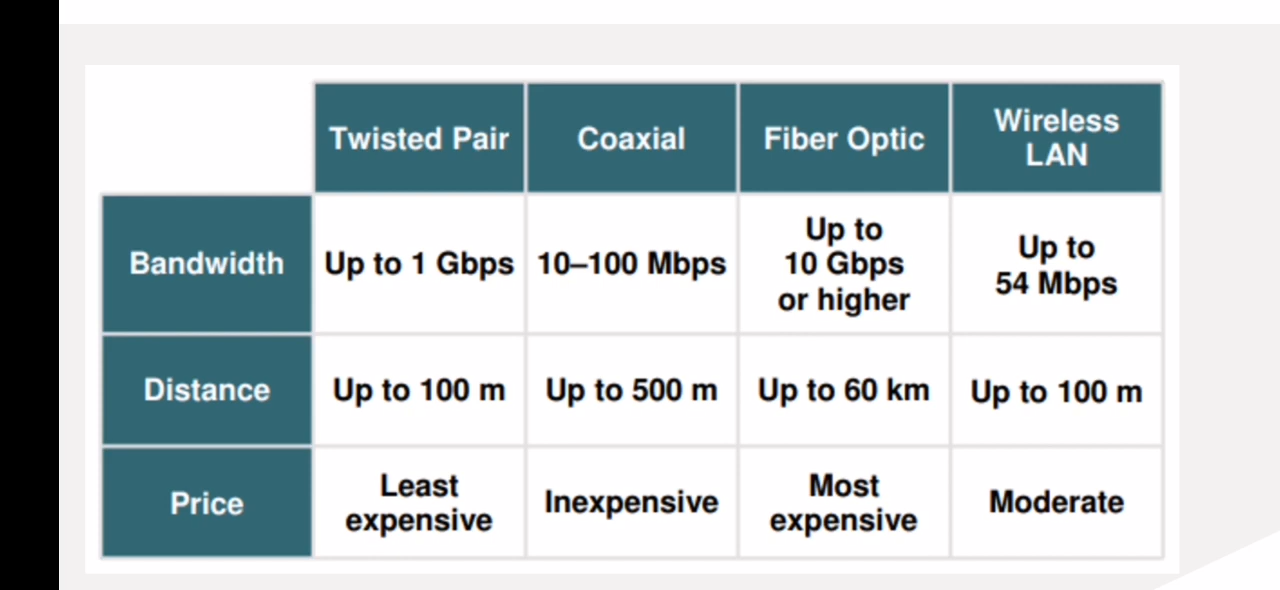 Twisted Pair
Coaxial
Fiber Optic
Wireless
LAN
Bandwidth
Up to 1 Gbps
10–100 Mbps
Up to
10 Gbps
or higher
Up to
54 Mbps
Distance
Up to 100 m
Up to 500 m
Up to 60 km
Up to 100 m
Price
Least
expensive
Inexpensive
Most
expensive
Moderate